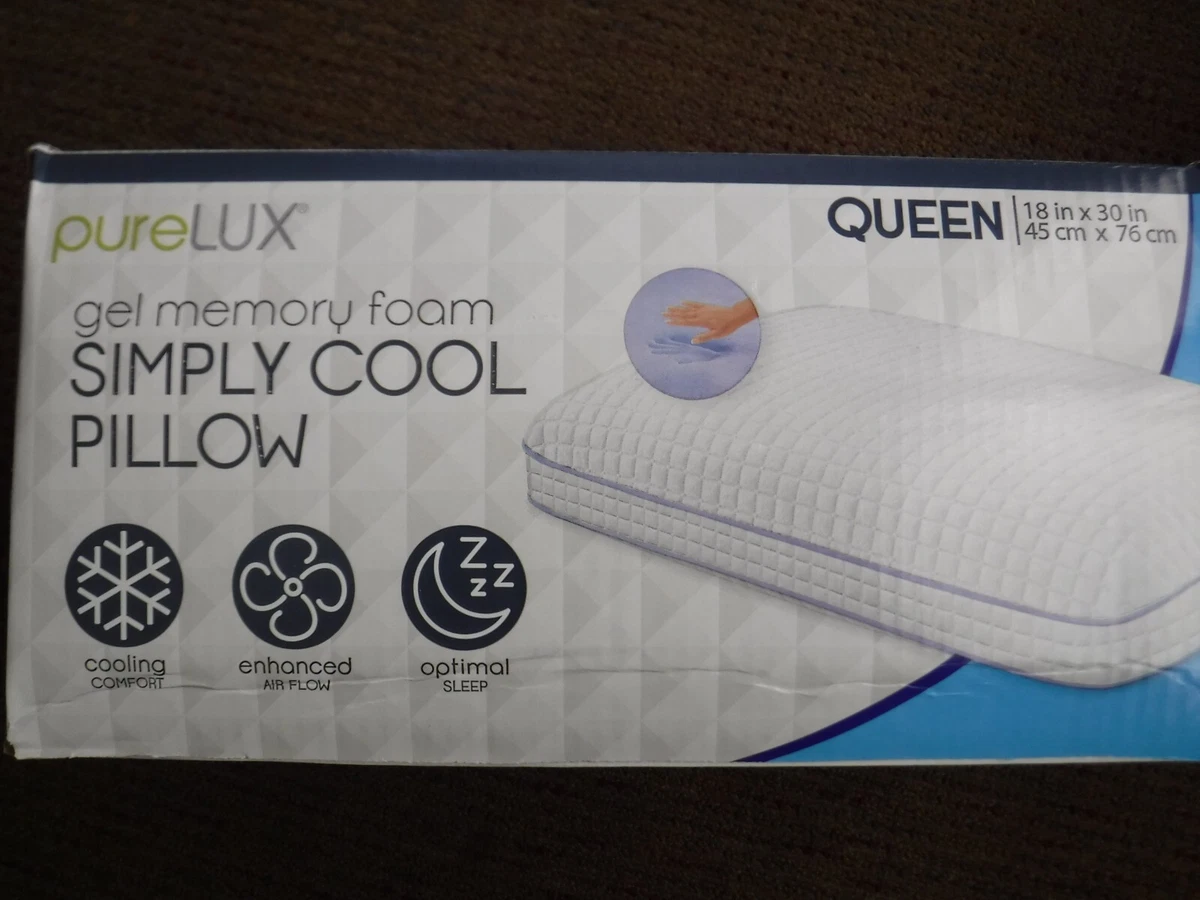 pureLUX®
QUEEN
18 in x 30 in
45 cm x 76 cm
gel memory foam
SIMPLY COOL
PILLOW
Z
Z
Z
cooling
COMFORT
enhanced
AIR FLOW
optimal
SLEEP